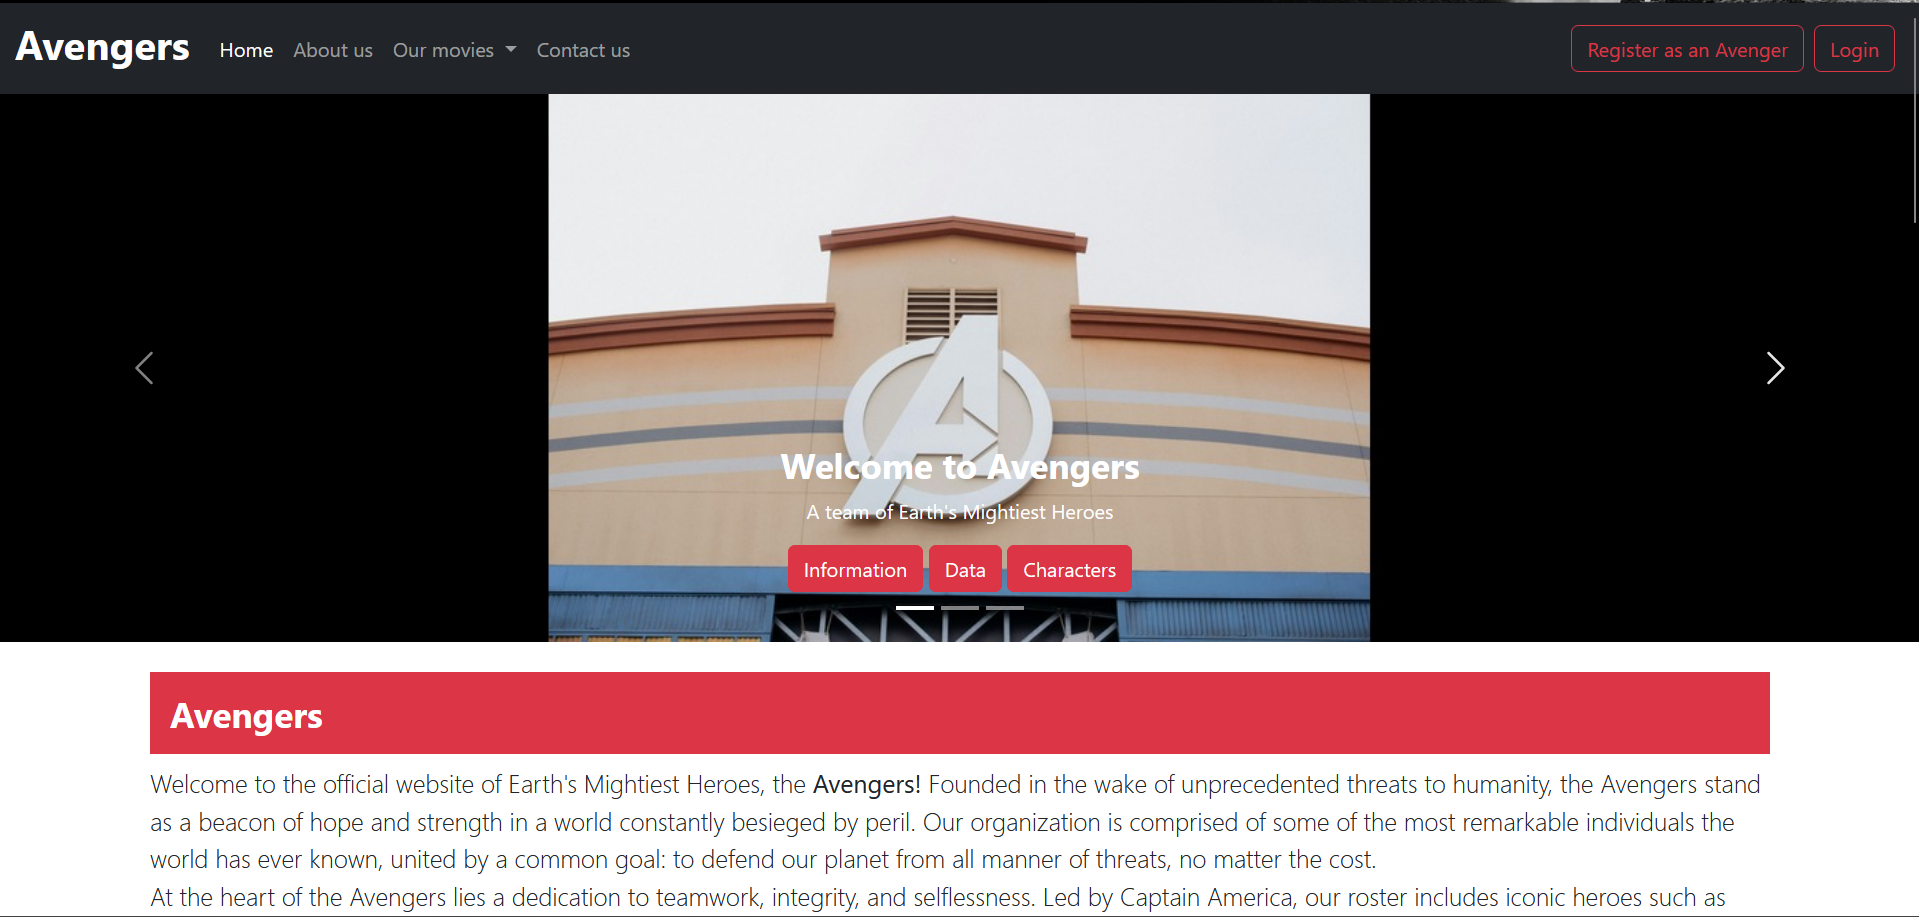 Avengers Home About us Our movies Contact us Register as an Avenger Login
Welcome to Avengers
A team of Earth's Mightiest Heroes
Information Data Characters
Avengers
Welcome to the official website of Earth's Mightiest Heroes, the Avengers! Founded in the wake of unprecedented threats to humanity, the Avengers stand
as a beacon of hope and strength in a world constantly besieged by peril. Our organization is comprised of some of the most remarkable individuals the
world has ever known, united by a common goal: to defend our planet from all manner of threats, no matter the cost.
At the heart of the Avengers lies a dedication to teamwork, integrity, and selflessness. Led by Captain America, our roster includes iconic heroes such as